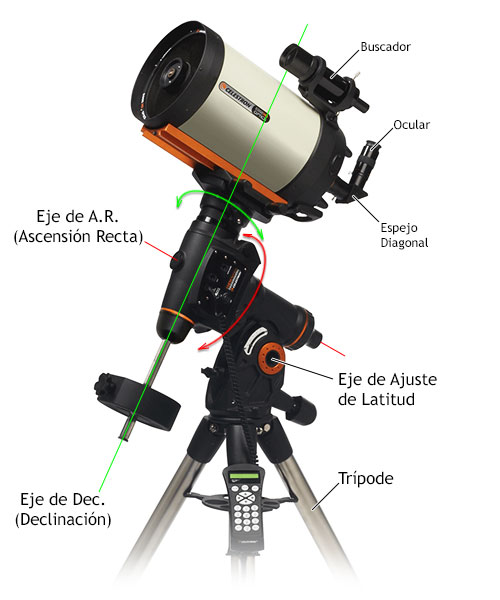 Buscador
Ocular
CELESTRON
Eje de A.R.
(Ascensión Recta)
Espejo
Diagonal
Eje de Ajuste
de Latitud
Trípode
Eje de Dec.
(Declinación)